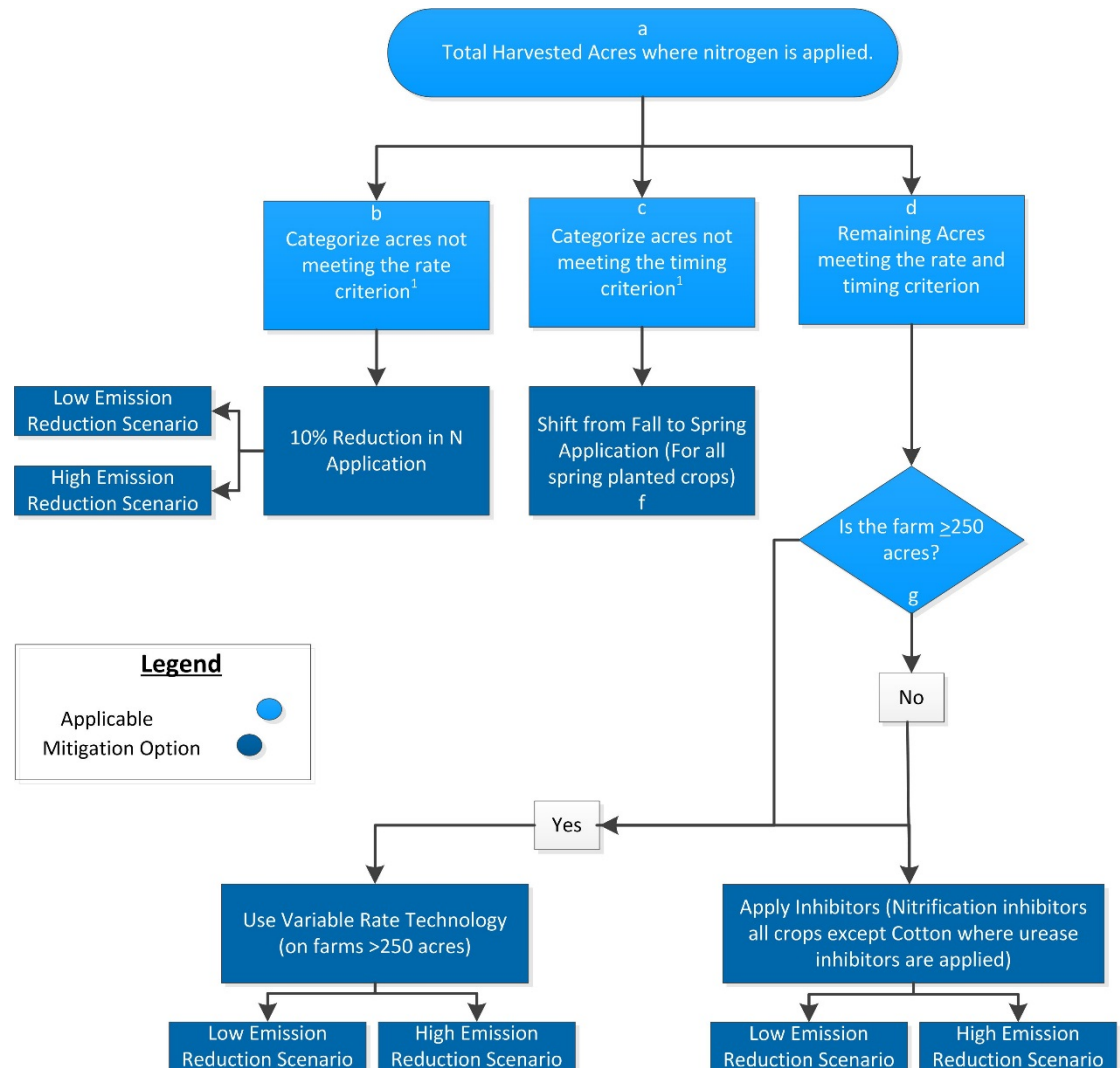 a
Total Harvested Acres where nitrogen is applied.
b
Categorize acres not
meeting the rate
criterion1
c
Categorize acres not
meeting the timing
criterion1
d
Remaining Acres
meeting the rate and
timing criterion
Low Emission
Reduction Scenario
High Emission
Reduction Scenario
10% Reduction in N
Application
Shift from Fall to Spring
Application (For all
spring planted crops)
f
Is the farm ≥250
acres?
g
Legend
Applicable
Mitigation Option
No
Yes
Use Variable Rate Technology
(on farms >250 acres)
Apply Inhibitors (Nitrification inhibitors
all crops except Cotton where urease
inhibitors are applied)
Low Emission
Reduction Scenario
High Emission
Reduction Scenario
Low Emission
Reduction Scenario
High Emission
Reduction Scenario